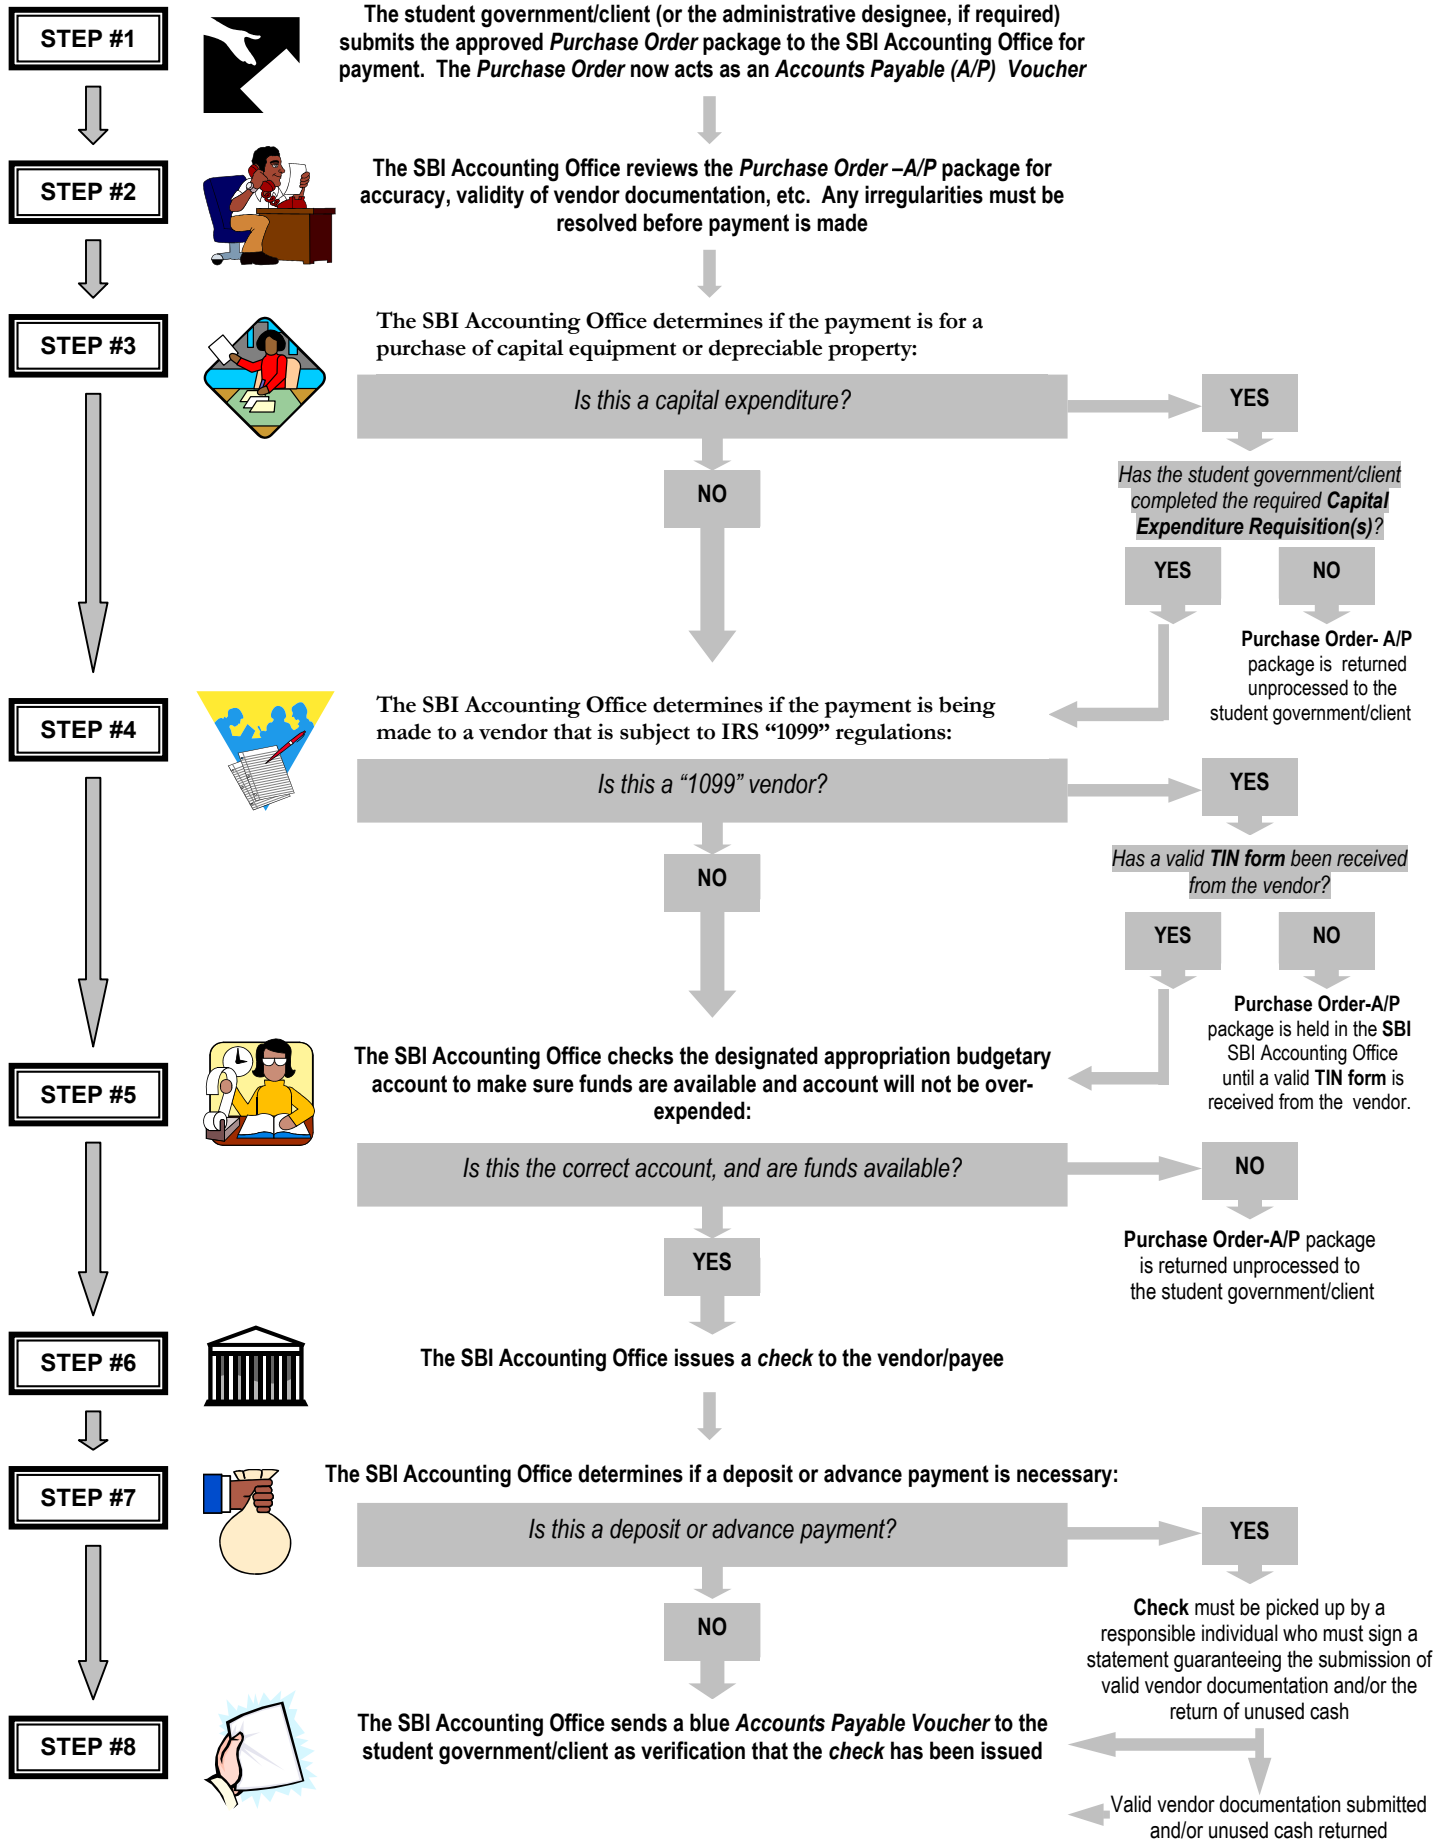 STEP #1
The student government/client (or the administrative designee, if required)
submits the approved Purchase Order package to the SBI Accounting Office for
payment. The Purchase Order now acts as an Accounts Payable (A/P) Voucher
STEP #2
The SBI Accounting Office reviews the Purchase Order –A/P package for
accuracy, validity of vendor documentation, etc. Any irregularities must be
resolved before payment is made
STEP #3
The SBI Accounting Office determines if the payment is for a
purchase of capital equipment or depreciable property:
Is this a capital expenditure?
YES
NO
Has the student government/client
completed the required Capital
Expenditure Requisition(s)?
YES
NO
Purchase Order- A/P
package is returned
unprocessed to the
student government/client
STEP #4
The SBI Accounting Office determines if the payment is being
made to a vendor that is subject to IRS “1099” regulations:
Is this a “1099” vendor?
YES
NO
Has a valid TIN form been received
from the vendor?
YES
NO
Purchase Order-A/P
package is held in the SBI
SBI Accounting Office
until a valid TIN form is
received from the vendor.
STEP #5
The SBI Accounting Office checks the designated appropriation budgetary
account to make sure funds are available and account will not be over-
expended:
Is this the correct account, and are funds available?
NO
YES
Purchase Order-A/P package
is returned unprocessed to
the student government/client
STEP #6
The SBI Accounting Office issues a check to the vendor/payee
STEP #7
The SBI Accounting Office determines if a deposit or advance payment is necessary:
Is this a deposit or advance payment?
YES
NO
Check must be picked up by a
responsible individual who must sign a
statement guaranteeing the submission of
valid vendor documentation and/or the
return of unused cash
STEP #8
The SBI Accounting Office sends a blue Accounts Payable Voucher to the
student government/client as verification that the check has been issued
Valid vendor documentation submitted
and/or unused cash returned